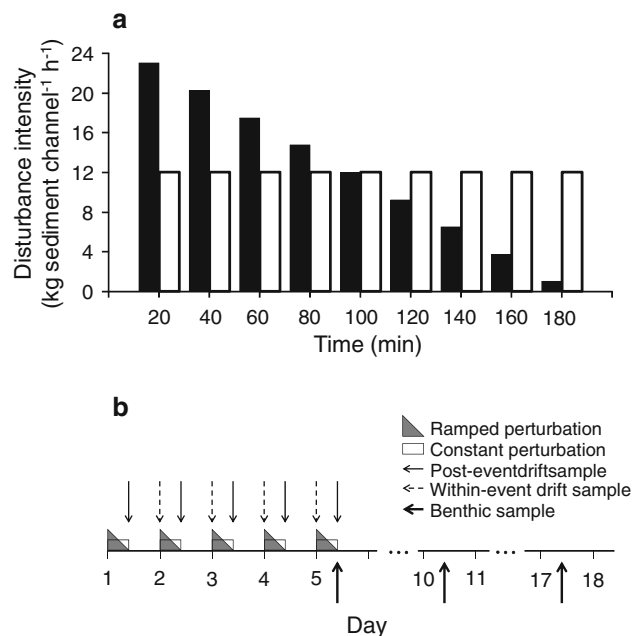 a
Disturbance intensity
(kg sediment channel⁻¹ h⁻¹)
24
20
16
12
8
4
0
20 40 60 80 100 120 140 160 180
Time (min)
b
Ramped perturbation
Constant perturbation
Post-eventdriftsample
Within-event drift sample
Benthic sample
1 2 3 4 5 ... 10 11 ... 17 18
Day